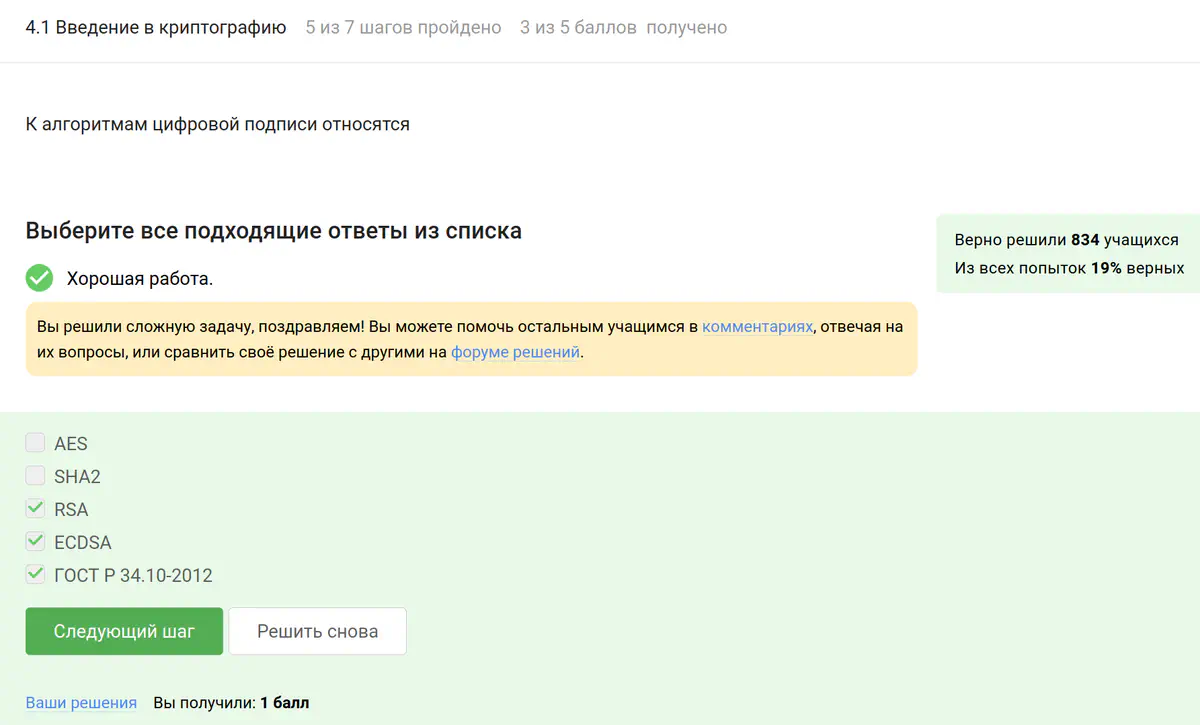 4.1 Введение в криптографию 5 из 7 шагов пройдено 3 из 5 баллов получено
К алгоритмам цифровой подписи относятся
Выберите все подходящие ответы из списка
Верно решили 834 учащихся
Из всех попыток 19% верных
Хорошая работа.
Вы решили сложную задачу, поздравляем! Вы можете помочь остальным учащимся в комментариях, отвечая на
их вопросы, или сравнить своё решение с другими на форуме решений.
AES
SHA2
RSA
ECDSA
ГОСТ Р 34.10-2012
Следующий шаг Решить снова
Ваши решения Вы получили: 1 балл